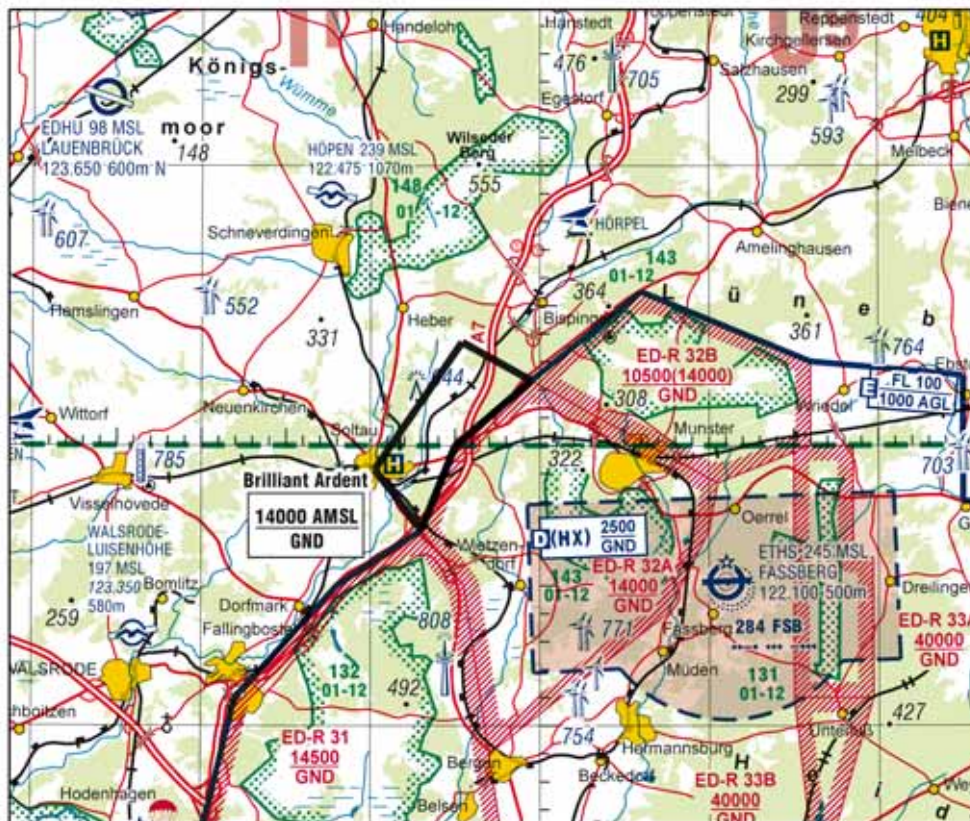 Handeloh
Hanstedt
Reppenstedt
404
Kirchgellersen
H
Königs-
476
705
Salzhausen
Wümme
299
Egestorf
EDHU 98 MSL
LAUENBRÜCK
123.650 600m N
moor
148
HÖPEN 239 MSL
122.475 1070m
Wilseder
Berg
555
593
Melbeck
148
01 -12
607
HÖRPEL
Schneverdingen
Amelinghausen
143
01-12
552
364
L ü n e b
Hemslingen
331
Heber
Bispingen
361
A7
ED-R 32B
10500(14000)
GND
764
E FL 100
1000 AGL
308
Neuenkirchen
Wriedel
Wittorf
Soltau
Munster
H
785
322
703
Brilliant Ardent
14000 AMSL
GND
Visselhövede
Oerrel
WALSRODE-
LUISENHÖHE
197 MSL
123.350
580m
D(HX) 2500
GND
ED-R 32A
14000
GND
ETHS 245 MSL
FASSBERG
122.100 500m
Wietzen-
dorf
143
01-12
Bomlitz
259
Dorfmark
808
771
Fassberg
284 FSB
ED-R 33A
40000
GND
WALSRODE
132
01-12
Müden
131
01-12
492
427
754
Hermannsburg
ED-R 31
14500
GND
Bergen
Beckedorf
H
ED-R 33B
40000
GND
Hodenhagen
Belsen
i
d